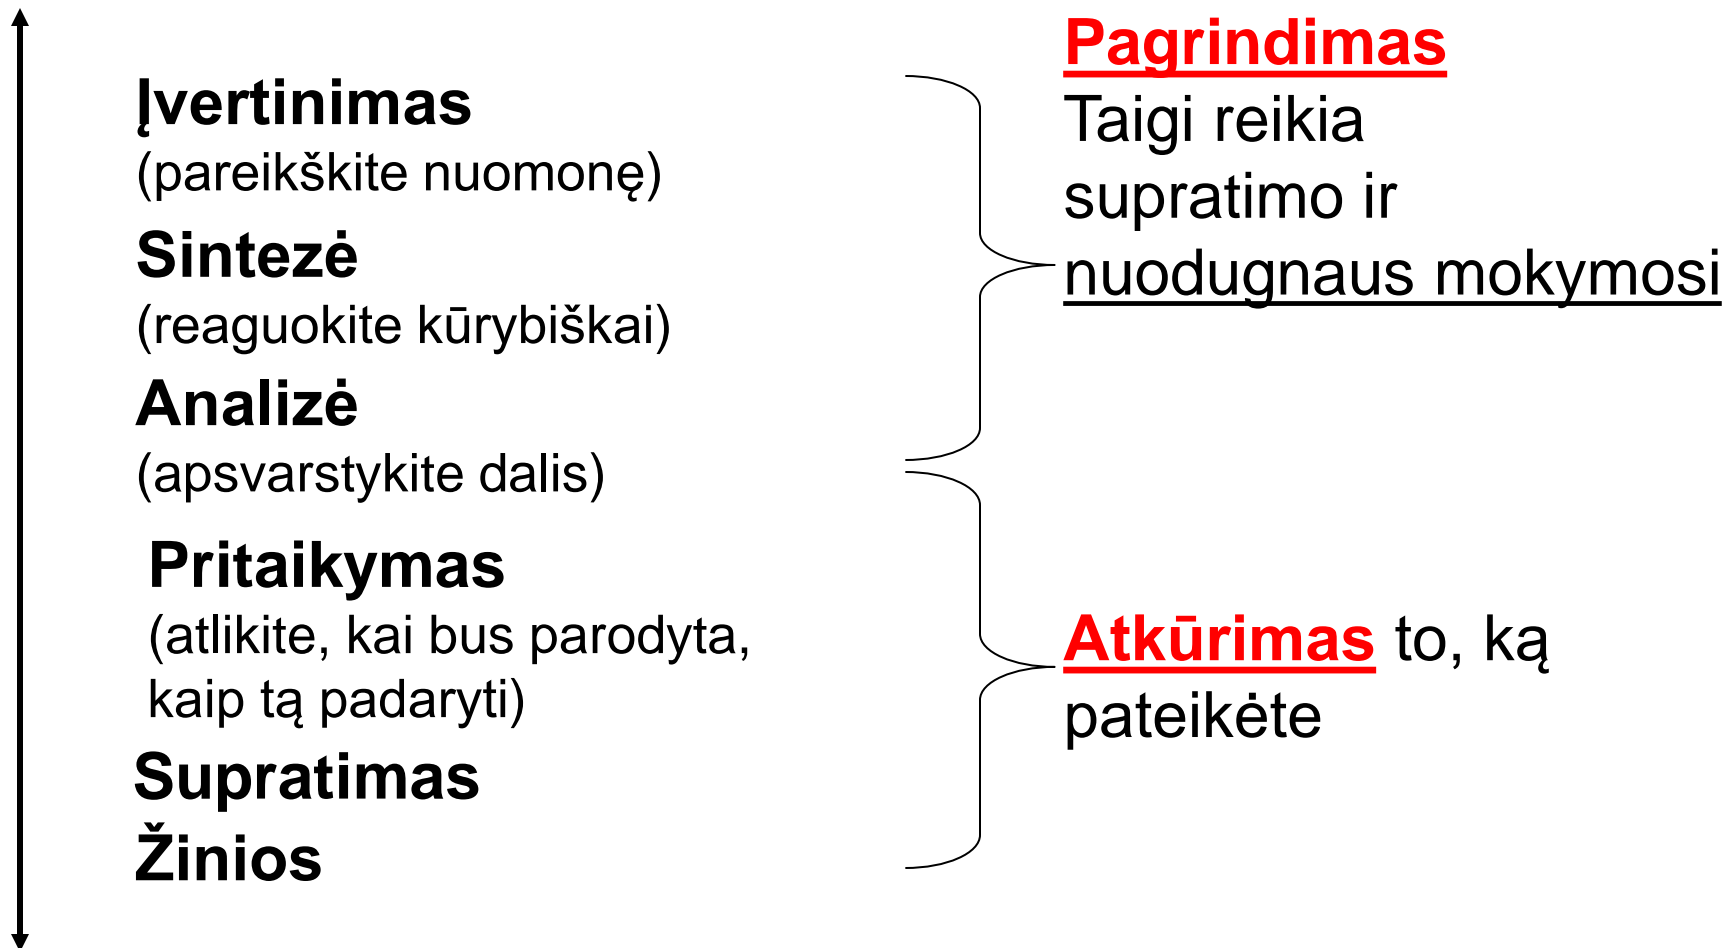 Įvertinimas
(pareikškite nuomonę)
Sintezė
(reaguokite kūrybiškai)
Analizė
(apsvarstykite dalis)
Pritaikymas
(atlikite, kai bus parodyta,
kaip tą padaryti)
Supratimas
Žinios
Pagrindimas
Taigi reikia
supratimo ir
nuodugnaus mokymosi
Atkūrimas to, ką
pateikėte